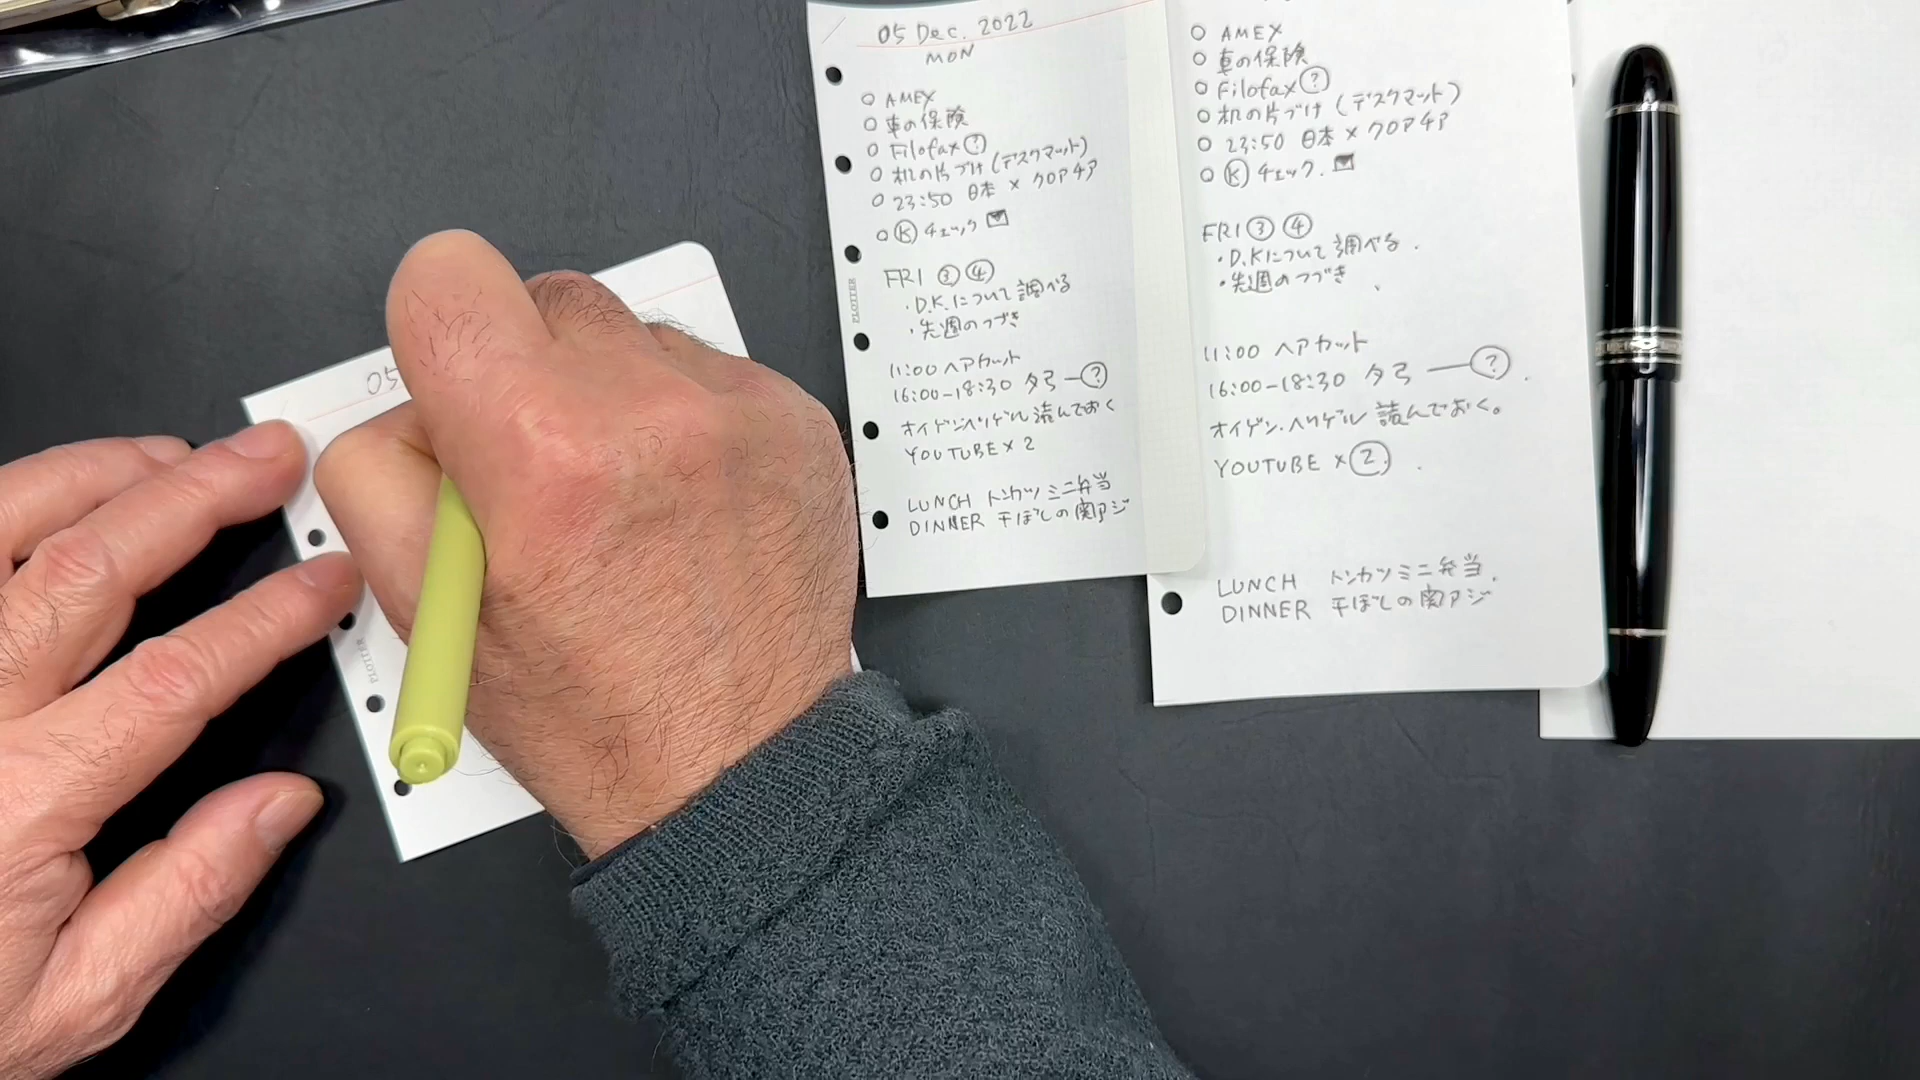 05
PLOTTER
05 Dec. 2022
MON
○ AMEX
○ 車の保険
○ Filofax ?
○ 机の片づけ (デスクマット)
○ 23:50 日本 × クロアチア
○ Ⓚ チェック
FRI ③ ④
・D.K.について調べる
・先週のつづき
11:00 ヘアカット
16:00-18:30 夕弓 — ?
オイゲンヘリゲル 読んでおく
YOUTUBE × 2
LUNCH トンカツミニ弁当
DINNER 干ぼしの関アジ
PLOTTER
○ AMEX
○ 車の保険
○ Filofax ?
○ 机の片づけ (デスクマット)
○ 23:50 日本 × クロアチア
○ Ⓚ チェック.
FRI ③ ④
・D.K.について調べる.
・先週のつづき
11:00 ヘアカット
16:00-18:30 夕弓 — ?
オイゲン.ヘリゲル 読んでおく。
YOUTUBE × ②
LUNCH トンカツミニ弁当.
DINNER 干ぼしの関アジ